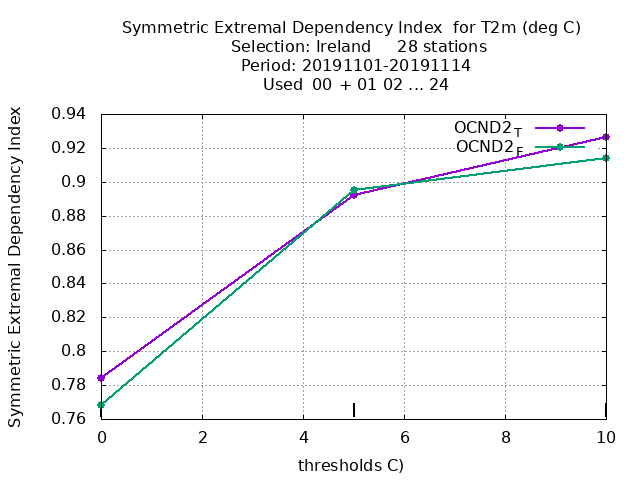 Symmetric Extremal Dependency Index  for T2m (deg C)
Selection: Ireland     28 stations
Period: 20191101-20191114
Used  00 + 01 02 ... 24
Symmetric Extremal Dependency Index
0.94
0.92
0.9
0.88
0.86
0.84
0.82
0.8
0.78
0.76
OCND2T
OCND2F
0 2 4 6 8 10
thresholds C)